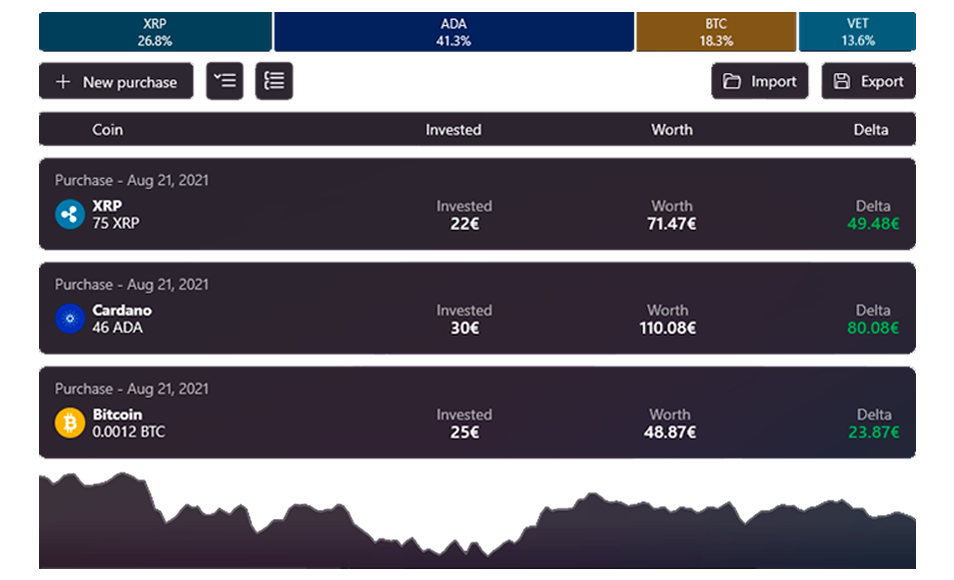 XRP ADA BTC VET
26.8% 41.3% 18.3% 13.6%
New purchase Import Export
Coin Invested Worth Delta
Purchase - Aug 21, 2021
XRP Invested Worth Delta
75 XRP 22€ 71.47€ 49.48€
Purchase - Aug 21, 2021
Cardano Invested Worth Delta
46 ADA 30€ 110.08€ 80.08€
Purchase - Aug 21, 2021
Bitcoin Invested Worth Delta
0.0012 BTC 25€ 48.87€ 23.87€